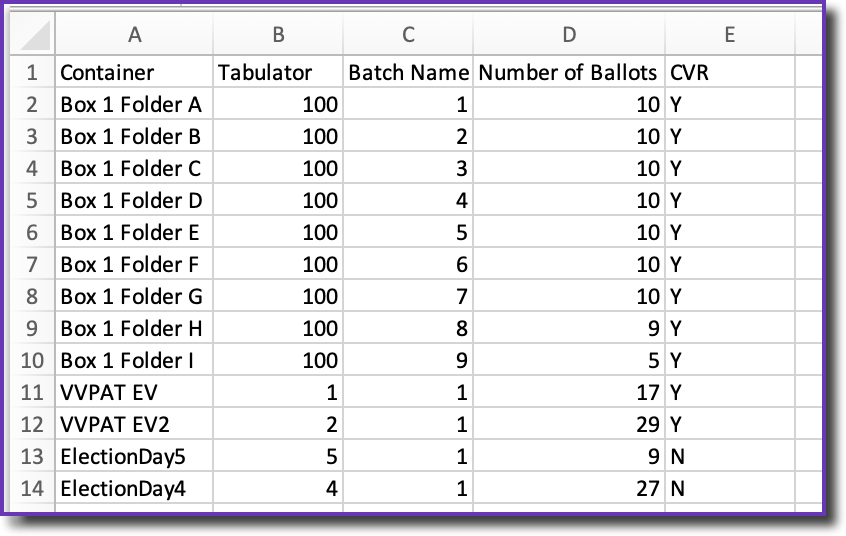 A B C D E
1 Container Tabulator Batch Name Number of Ballots CVR
2 Box 1 Folder A 100 1 10 Y
3 Box 1 Folder B 100 2 10 Y
4 Box 1 Folder C 100 3 10 Y
5 Box 1 Folder D 100 4 10 Y
6 Box 1 Folder E 100 5 10 Y
7 Box 1 Folder F 100 6 10 Y
8 Box 1 Folder G 100 7 10 Y
9 Box 1 Folder H 100 8 9 Y
10 Box 1 Folder I 100 9 5 Y
11 VVPAT EV 1 1 17 Y
12 VVPAT EV2 2 1 29 Y
13 ElectionDay5 5 1 9 N
14 ElectionDay4 4 1 27 N